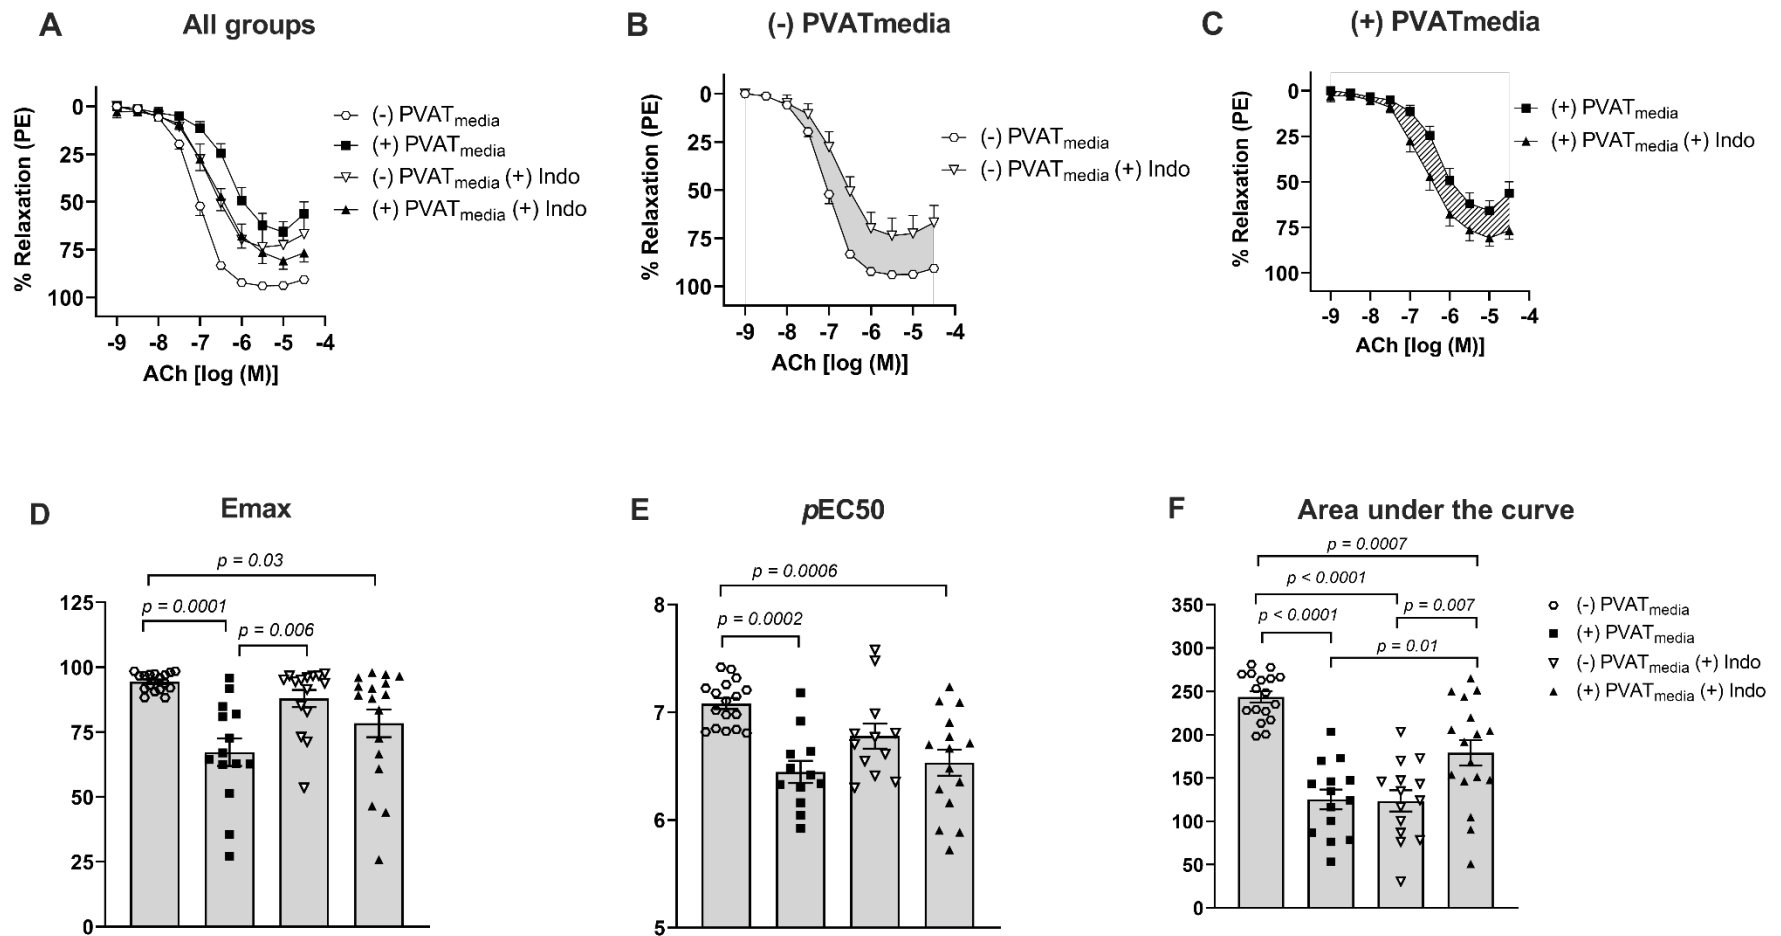 A
All groups
% Relaxation (PE)
0
25
50
75
100
-9 -8 -7 -6 -5 -4
ACh [log (M)]
(-) PVATmedia
(+) PVATmedia
(-) PVATmedia (+) Indo
(+) PVATmedia (+) Indo
B
(-) PVATmedia
% Relaxation (PE)
0
25
50
75
100
-9 -8 -7 -6 -5 -4
ACh [log (M)]
(-) PVATmedia
(-) PVATmedia (+) Indo
C
(+) PVATmedia
% Relaxation (PE)
0
25
50
75
100
-9 -8 -7 -6 -5 -4
ACh [log (M)]
(+) PVATmedia
(+) PVATmedia (+) Indo
D
Emax
p = 0.03
p = 0.0001
p = 0.006
125
100
75
50
25
0
E
pEC50
p = 0.0006
p = 0.0002
8
7
6
5
F
Area under the curve
p = 0.0007
p < 0.0001
p < 0.0001
p = 0.007
p = 0.01
350
300
250
200
150
100
50
0
(-) PVATmedia
(+) PVATmedia
(-) PVATmedia (+) Indo
(+) PVATmedia (+) Indo